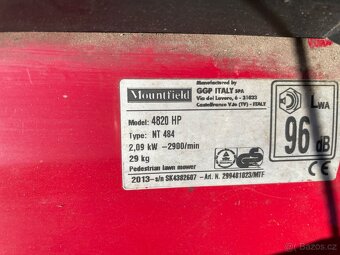 Mountfield
Manufactured by
GGP ITALY SPA
Via del Lavoro, 6 - 31033
Castelfranco V.to (TV) - ITALY
Model: 4820 HP
Type: NT 484
2,09 kW -2900/min
29 kg
Pedestrian lawn mower
2013-s/n SK4382607 -Art. N. 299481023/MTF
LWA
96 dB
bazos.cz